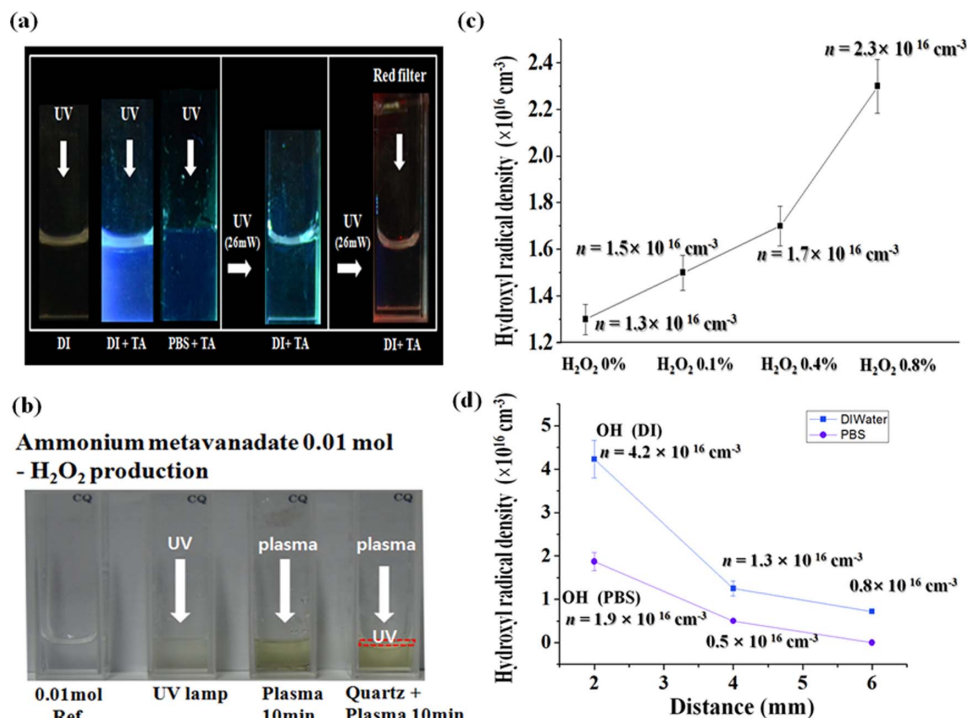 (a)
Red filter
UV UV UV
UV
(26mW)
UV
(26mW)
DI DI + TA PBS + TA DI+ TA DI+ TA
(b)
Ammonium metavanadate 0.01 mol
- H₂O₂ production
CQ CQ CQ CQ
UV plasma plasma
UV
0.01mol UV lamp Plasma Quartz +
Ref 10min Plasma 10min
(c)
Hydroxyl radical density (×10¹⁶ cm⁻³)
2.4
2.2
2.0
1.8
1.6
1.4
1.2
n = 2.3× 10 ¹⁶ cm⁻³
n = 1.5× 10 ¹⁶ cm⁻³
n = 1.7× 10 ¹⁶ cm⁻³
n = 1.3× 10 ¹⁶ cm⁻³
H₂O₂ 0% H₂O₂ 0.1% H₂O₂ 0.4% H₂O₂ 0.8%
(d)
Hydroxyl radical density (×10¹⁶ cm⁻³)
5
4
3
2
1
0
DIWater
PBS
OH (DI)
n = 4.2 × 10 ¹⁶ cm⁻³
n = 1.3 × 10 ¹⁶ cm⁻³
0.8× 10 ¹⁶ cm⁻³
OH (PBS)
n = 1.9 × 10 ¹⁶ cm⁻³
0.5 × 10 ¹⁶ cm⁻³
2 3 4 5 6
Distance (mm)